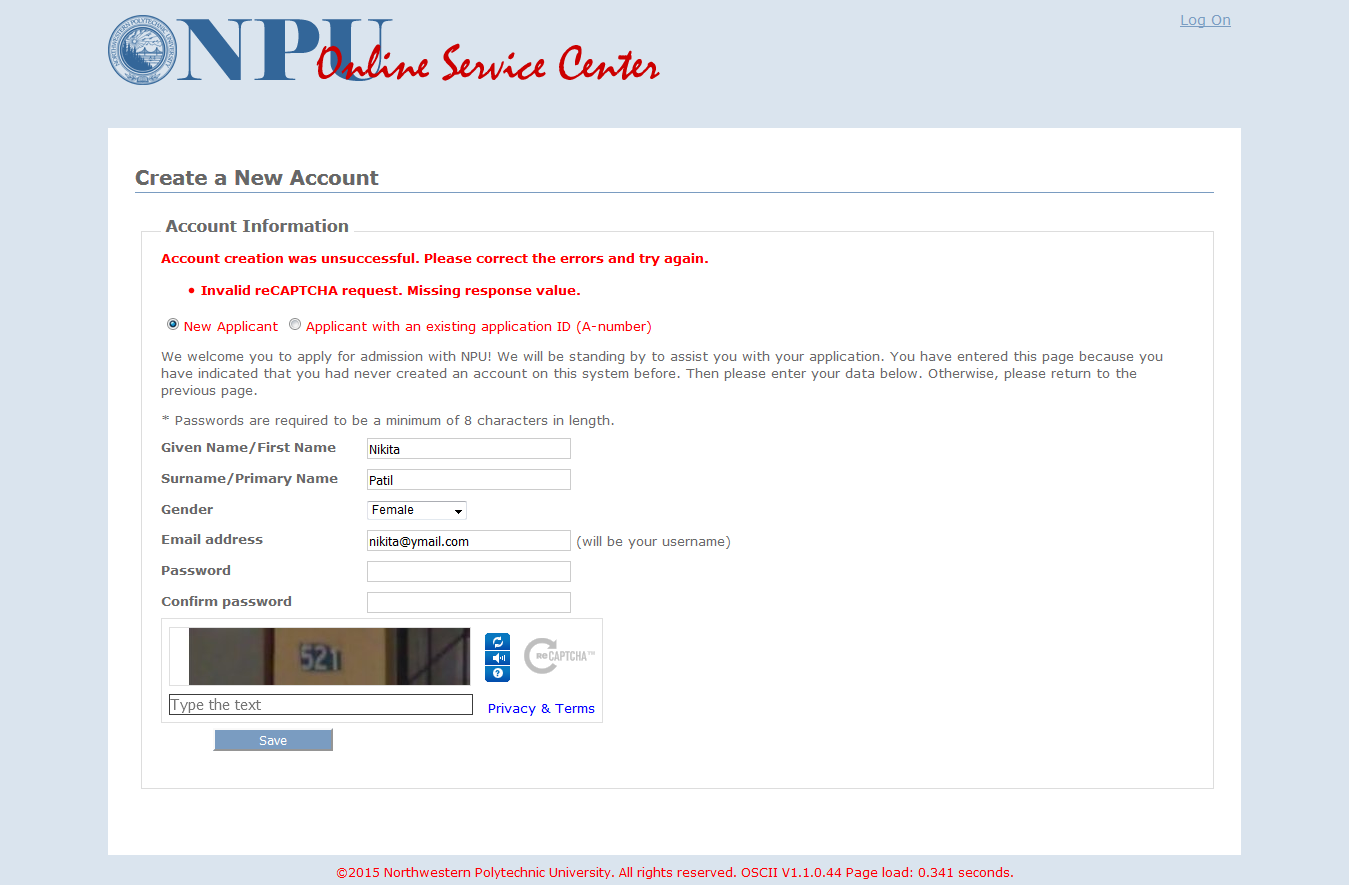 NPU Online Service Center
Log On
Create a New Account
Account Information
Account creation was unsuccessful. Please correct the errors and try again.
• Invalid reCAPTCHA request. Missing response value.
New Applicant Applicant with an existing application ID (A-number)
We welcome you to apply for admission with NPU! We will be standing by to assist you with your application. You have entered this page because you
have indicated that you had never created an account on this system before. Then please enter your data below. Otherwise, please return to the
previous page.
* Passwords are required to be a minimum of 8 characters in length.
Given Name/First Name Nikita
Surname/Primary Name Patil
Gender Female
Email address nikita@ymail.com (will be your username)
Password
Confirm password
521
reCAPTCHA™
Type the text
Privacy & Terms
Save
©2015 Northwestern Polytechnic University. All rights reserved. OSCII V1.1.0.44 Page load: 0.341 seconds.